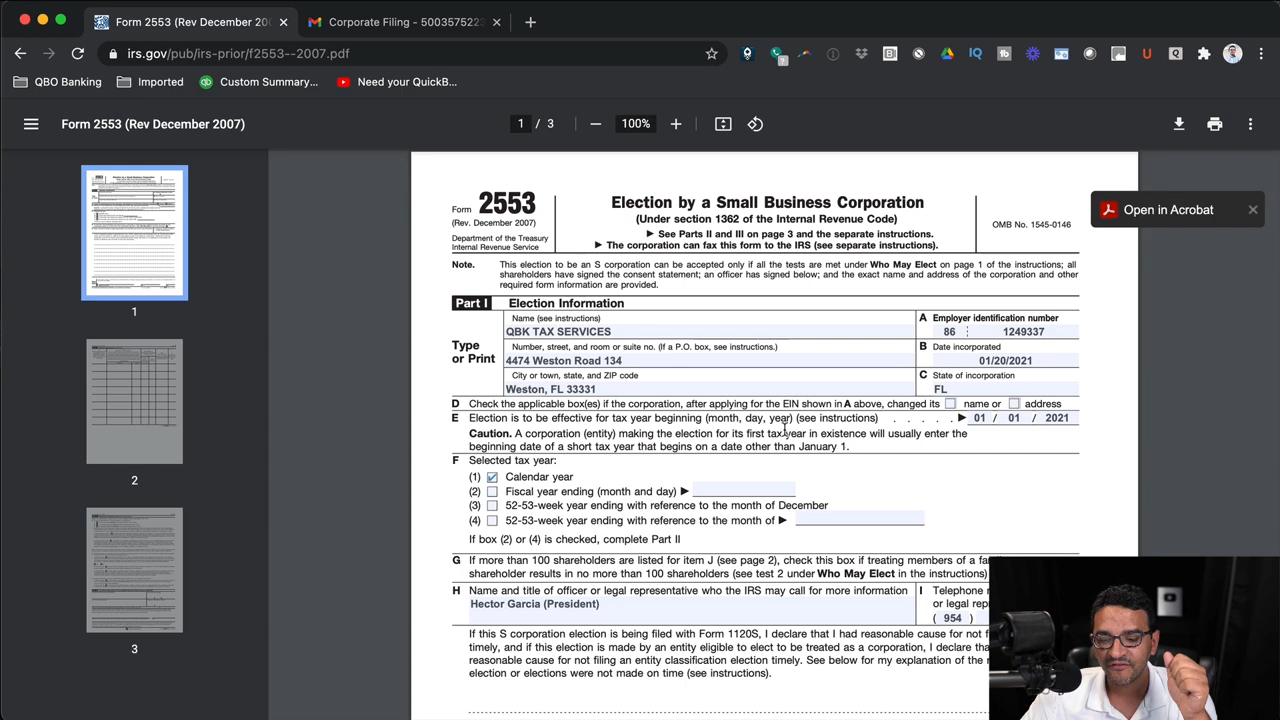 Form 2553 (Rev December 200
Corporate Filing - 5003575223
irs.gov/pub/irs-prior/f2553--2007.pdf
QBO Banking
Imported
Custom Summary...
Need your QuickB...
Form 2553 (Rev December 2007)
1 / 3
100%
Open in Acrobat
1
2
3
Form 2553
(Rev. December 2007)
Department of the Treasury
Internal Revenue Service
Election by a Small Business Corporation
(Under section 1362 of the Internal Revenue Code)
▶ See Parts II and III on page 3 and the separate instructions.
▶ The corporation can fax this form to the IRS (see separate instructions).
OMB No. 1545-0146
Note. This election to be an S corporation can be accepted only if all the tests are met under Who May Elect on page 1 of the instructions; all
shareholders have signed the consent statement; an officer has signed below; and the exact name and address of the corporation and other
required form information are provided.
Part I Election Information
Type
or Print
Name (see instructions)
QBK TAX SERVICES
Number, street, and room or suite no. (If a P.O. box, see instructions.)
4474 Weston Road 134
City or town, state, and ZIP code
Weston, FL 33331
A Employer identification number
86 : 1249337
B Date incorporated
01/20/2021
C State of incorporation
FL
D Check the applicable box(es) if the corporation, after applying for the EIN shown in A above, changed its name or address
E Election is to be effective for tax year beginning (month, day, year) (see instructions) . . . . . ▶ 01 / 01 / 2021
Caution. A corporation (entity) making the election for its first tax year in existence will usually enter the
beginning date of a short tax year that begins on a date other than January 1.
F Selected tax year:
(1) Calendar year
(2) Fiscal year ending (month and day) ▶
(3) 52-53-week year ending with reference to the month of December
(4) 52-53-week year ending with reference to the month of ▶
If box (2) or (4) is checked, complete Part II
G If more than 100 shareholders are listed for item J (see page 2), check this box if treating members of a fa
shareholder results in no more than 100 shareholders (see test 2 under Who May Elect in the instructions)
H Name and title of officer or legal representative who the IRS may call for more information
Hector Garcia (President)
I Telephone
or legal repr
( 954 )
If this S corporation election is being filed with Form 1120S, I declare that I had reasonable cause for not f
timely, and if this election is made by an entity eligible to elect to be treated as a corporation, I declare
reasonable cause for not filing an entity classification election timely. See below for my explanation of the
election or elections were not made on time (see instructions).